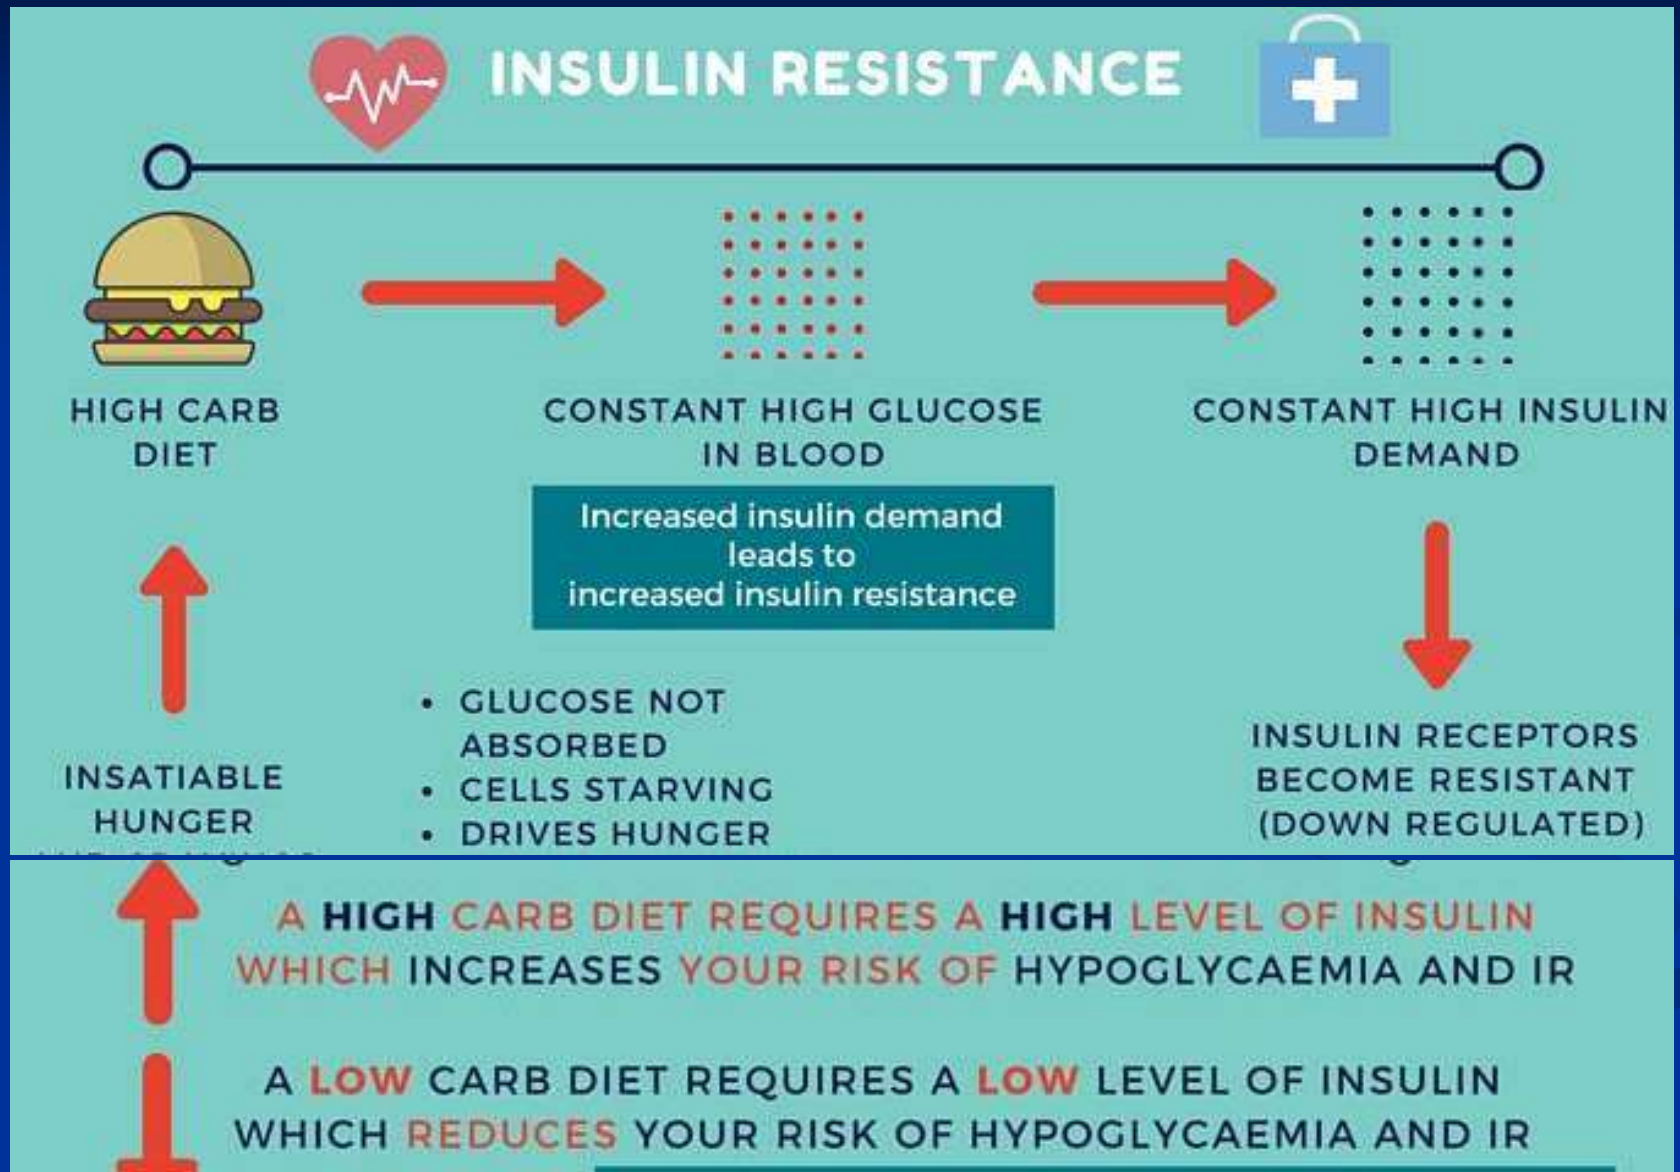 INSULIN RESISTANCE
HIGH CARB
DIET
CONSTANT HIGH GLUCOSE
IN BLOOD
CONSTANT HIGH INSULIN
DEMAND
Increased insulin demand
leads to
increased insulin resistance
INSATIABLE
HUNGER
• GLUCOSE NOT
ABSORBED
• CELLS STARVING
• DRIVES HUNGER
INSULIN RECEPTORS
BECOME RESISTANT
(DOWN REGULATED)
A HIGH CARB DIET REQUIRES A HIGH LEVEL OF INSULIN
WHICH INCREASES YOUR RISK OF HYPOGLYCAEMIA AND IR
A LOW CARB DIET REQUIRES A LOW LEVEL OF INSULIN
WHICH REDUCES YOUR RISK OF HYPOGLYCAEMIA AND IR